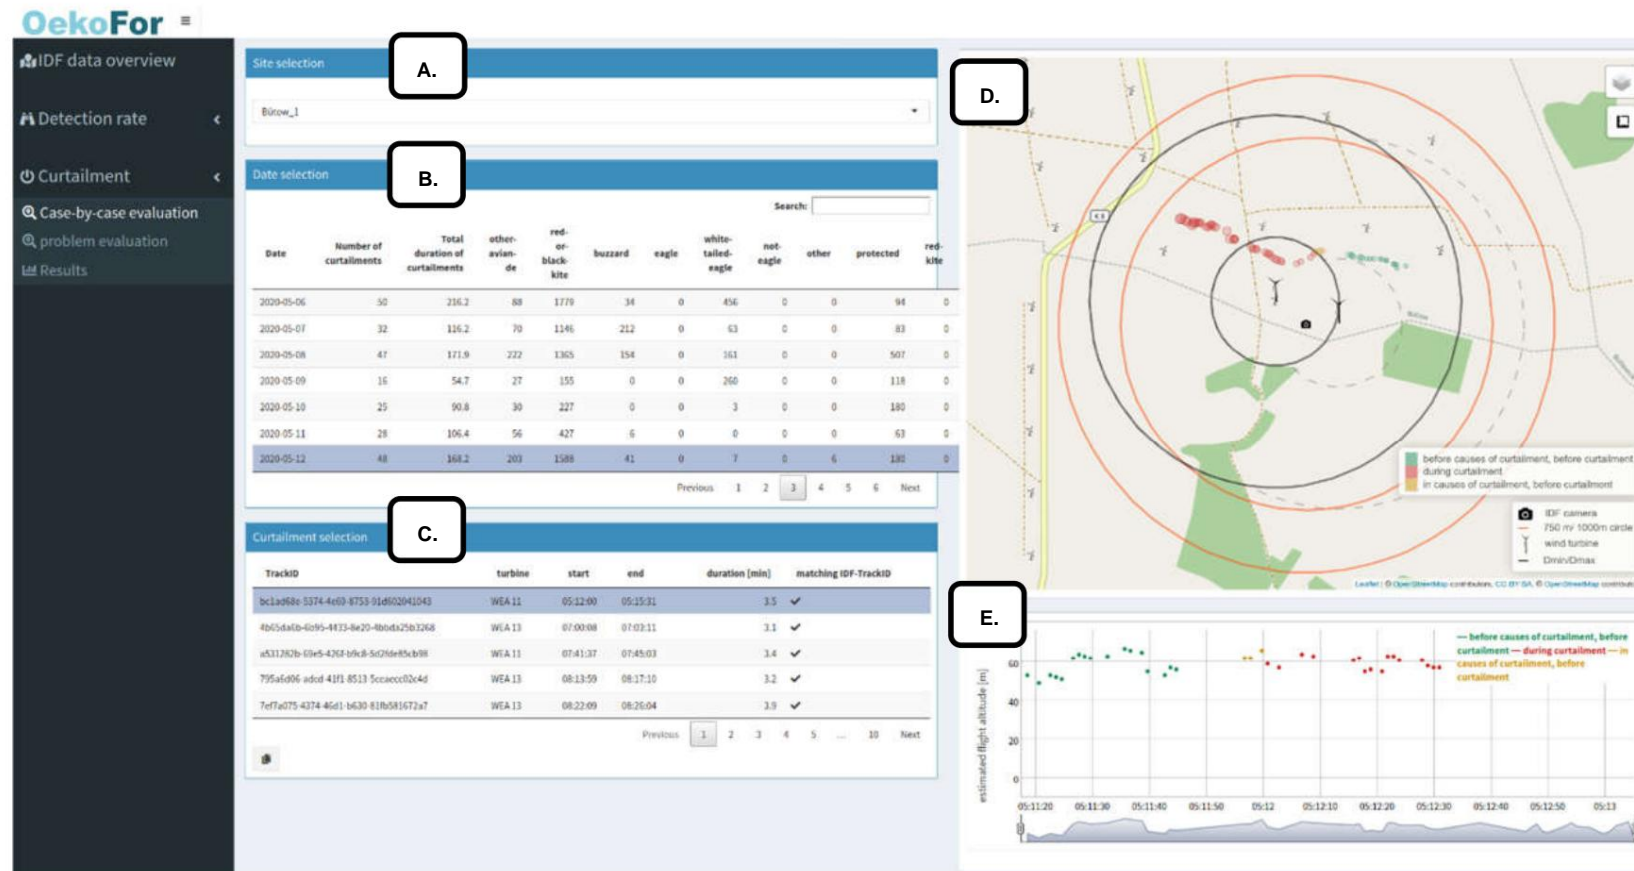 OekoFor
IDF data overview
Detection rate
Curtailment
Case-by-case evaluation
problem evaluation
Results
Site selection
A.
Bütow_1
Date selection
B.
Search:
Date Number of curtailments Total duration of curtailments other-avian-de red-or-black-kite buzzard eagle white-tailed-eagle not-eagle other protected red-kite
2020-05-06 50 216.2 88 1779 34 0 456 0 0 94 0
2020-05-07 32 116.2 70 1146 212 0 63 0 0 83 0
2020-05-08 47 171.9 222 1365 154 0 161 0 0 507 0
2020-05-09 16 54.7 27 155 0 0 260 0 0 118 0
2020-05-10 25 90.8 30 227 0 0 3 0 0 180 0
2020-05-11 28 106.4 56 427 6 0 0 0 0 63 0
2020-05-12 48 168.2 203 1588 41 0 7 0 6 180 0
Previous 1 2 3 4 5 6 Next
Curtailment selection
C.
TrackID turbine start end duration [min] matching IDF-TrackID
WEA 11 05:12:00 05:15:31 3.5
WEA 13 07:00:08 07:03:11 3.1
WEA 11 07:41:37 07:45:03 3.4
WEA 13 08:13:59 08:17:10 3.2
WEA 13 08:22:09 08:26:04 3.9
Previous 1 2 3 4 5 ... 10 Next
D.
before causes of curtailment, before curtailment
during curtailment
in causes of curtailment, before curtailment
IDF camera
750 m/ 1000m circle
wind turbine
Dmin/Dmax
Leaflet | © OpenStreetMap contributors, CC-BY-SA, © OpenStreetMap
E.
— before causes of curtailment, before
curtailment — during curtailment — in
causes of curtailment, before
curtailment
estimated flight altitude [m]
60
40
20
0
05:11:20 05:11:30 05:11:40 05:11:50 05:12 05:12:10 05:12:20 05:12:30 05:12:40 05:12:50 05:13